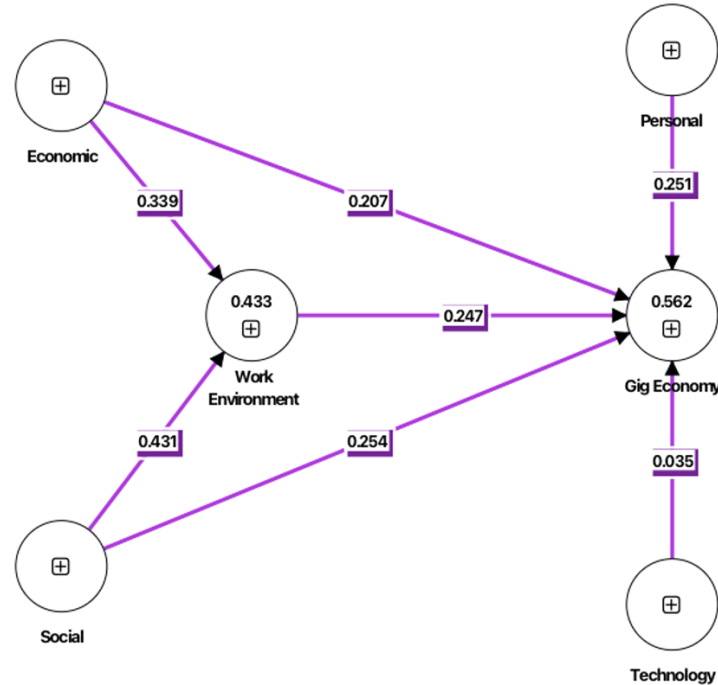 Personal
Economic
0.251
0.339
0.207
0.433
0.562
0.247
Work
Environment
Gig Economy
0.431
0.254
0.035
Social
Technology